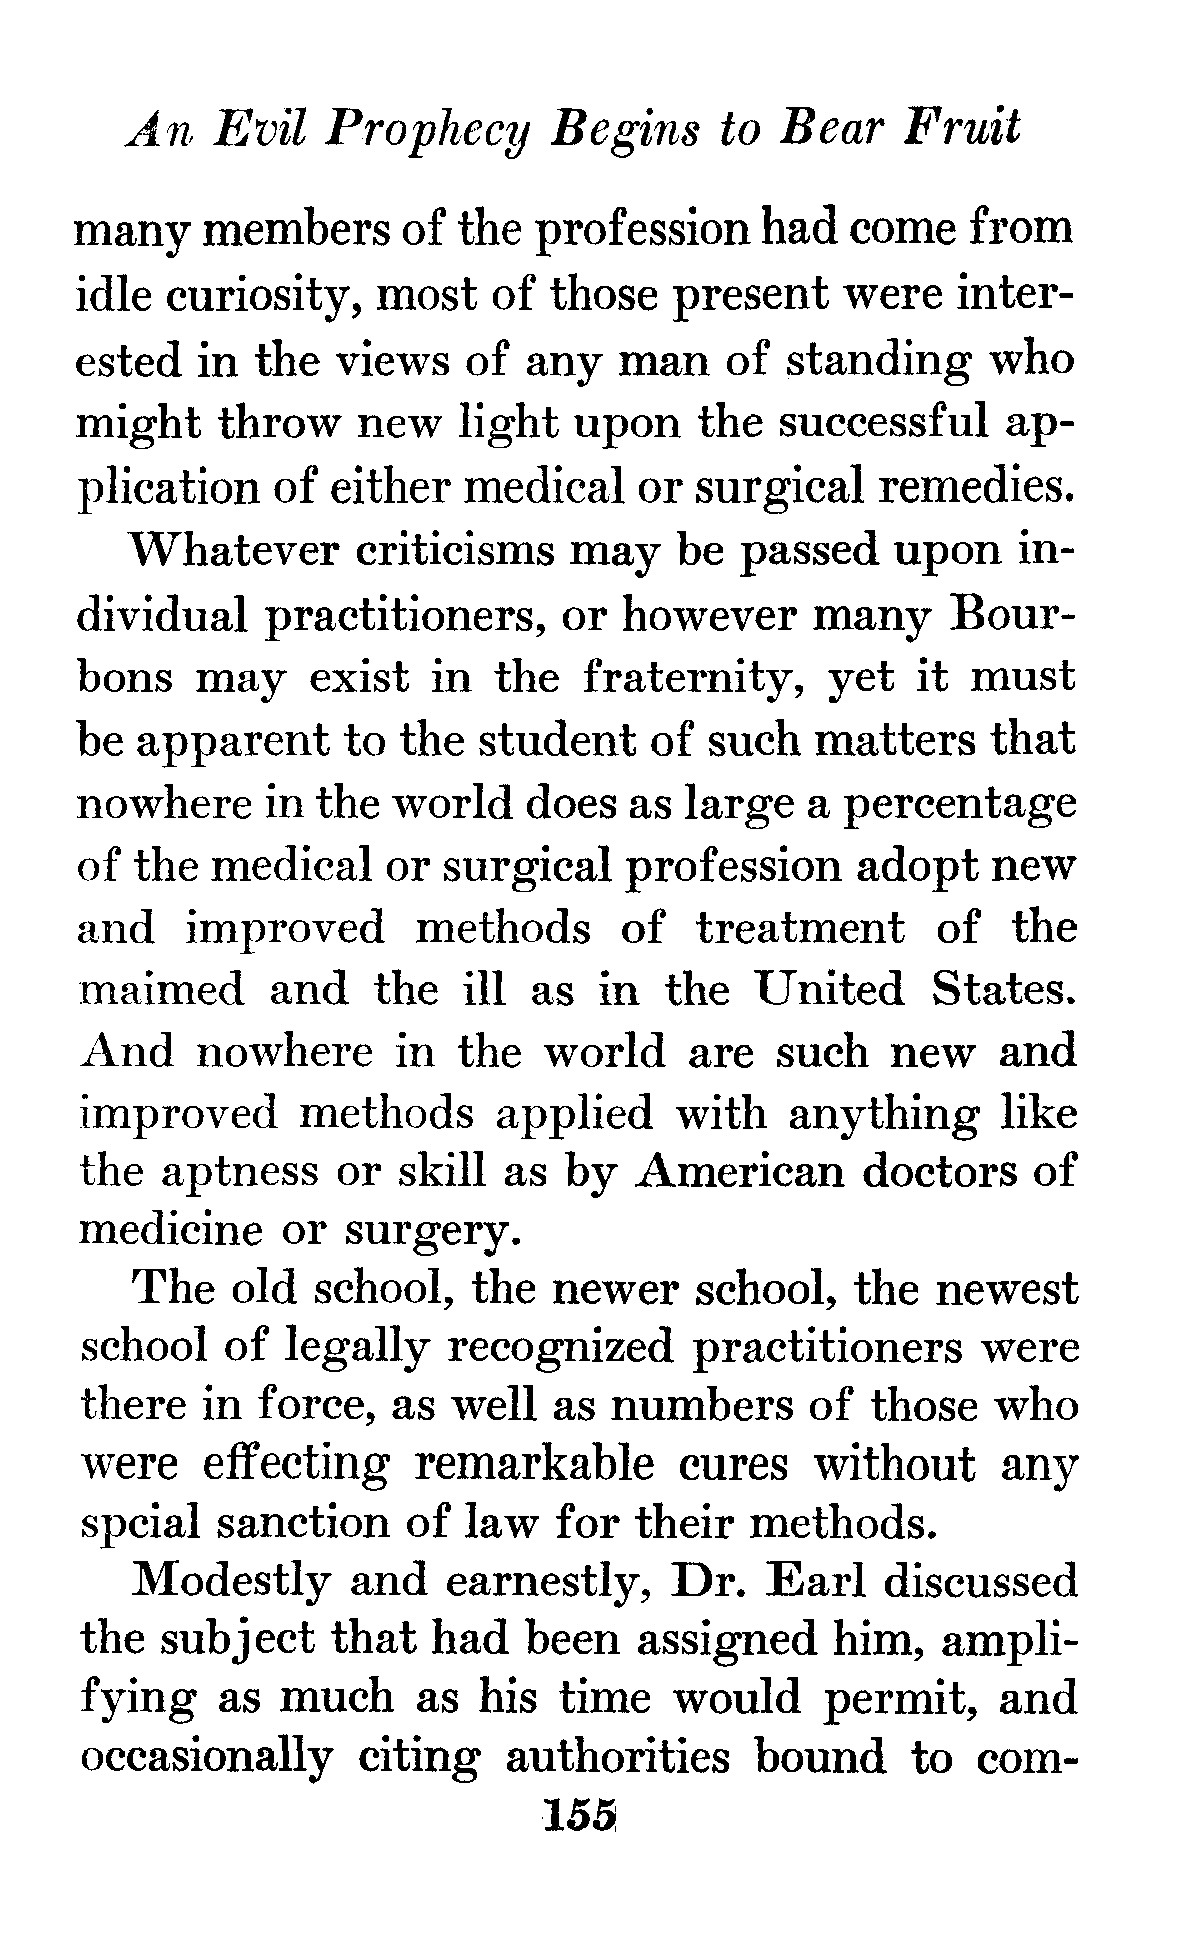 An Evil Prophecy Begins to Bear Fruit
many members of the profession had come from
idle curiosity, most of those present were inter-
ested in the views of any man of standing who
might throw new light upon the successful ap-
plication of either medical or surgical remedies.
Whatever criticisms may be passed upon in-
dividual practitioners, or however many Bour-
bons may exist in the fraternity, yet it must
be apparent to the student of such matters that
nowhere in the world does as large a percentage
of the medical or surgical profession adopt new
and improved methods of treatment of the
maimed and the ill as in the United States.
And nowhere in the world are such new and
improved methods applied with anything like
the aptness or skill as by American doctors of
medicine or surgery.
The old school, the newer school, the newest
school of legally recognized practitioners were
there in force, as well as numbers of those who
were effecting remarkable cures without any
spcial sanction of law for their methods.
Modestly and earnestly, Dr. Earl discussed
the subject that had been assigned him, ampli-
fying as much as his time would permit, and
occasionally citing authorities bound to com-
155